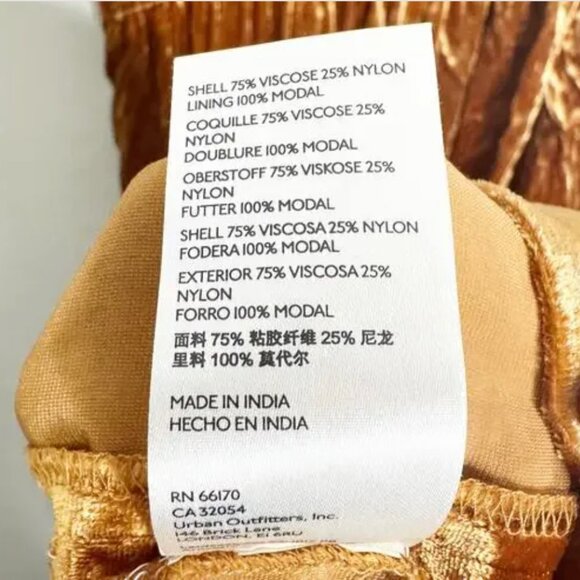 SHELL 75% VISCOSE 25% NYLON
LINING 100% MODAL
COQUILLE 75% VISCOSE 25%
NYLON
DOUBLURE 100% MODAL
OBERSTOFF 75% VISKOSE 25%
NYLON
FUTTER 100% MODAL
SHELL 75% VISCOSA 25% NYLON
FODERA 100% MODAL
EXTERIOR 75% VISCOSA 25%
NYLON
FORRO 100% MODAL
面料 75% 粘胶纤维 25% 尼龙
里料 100% 莫代尔
MADE IN INDIA
HECHO EN INDIA
RN 66170
CA 32054
Urban Outfitters, Inc.
146 Brick Lane
LONDON, E1 6RU